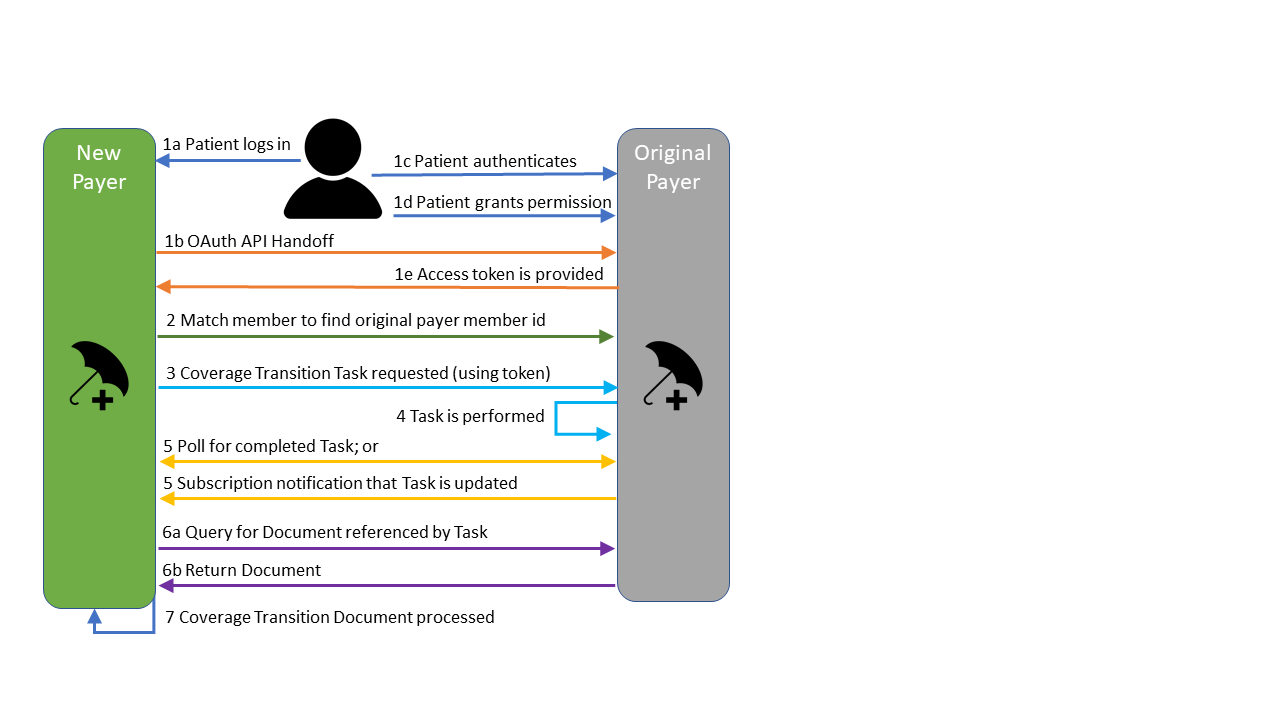 New
Payer
1a Patient logs in
1c Patient authenticates
Original
Payer
1d Patient grants permission
1b OAuth API Handoff
1e Access token is provided
2 Match member to find original payer member id
3 Coverage Transition Task requested (using token)
4 Task is performed
5 Poll for completed Task; or
5 Subscription notification that Task is updated
6a Query for Document referenced by Task
6b Return Document
7 Coverage Transition Document processed